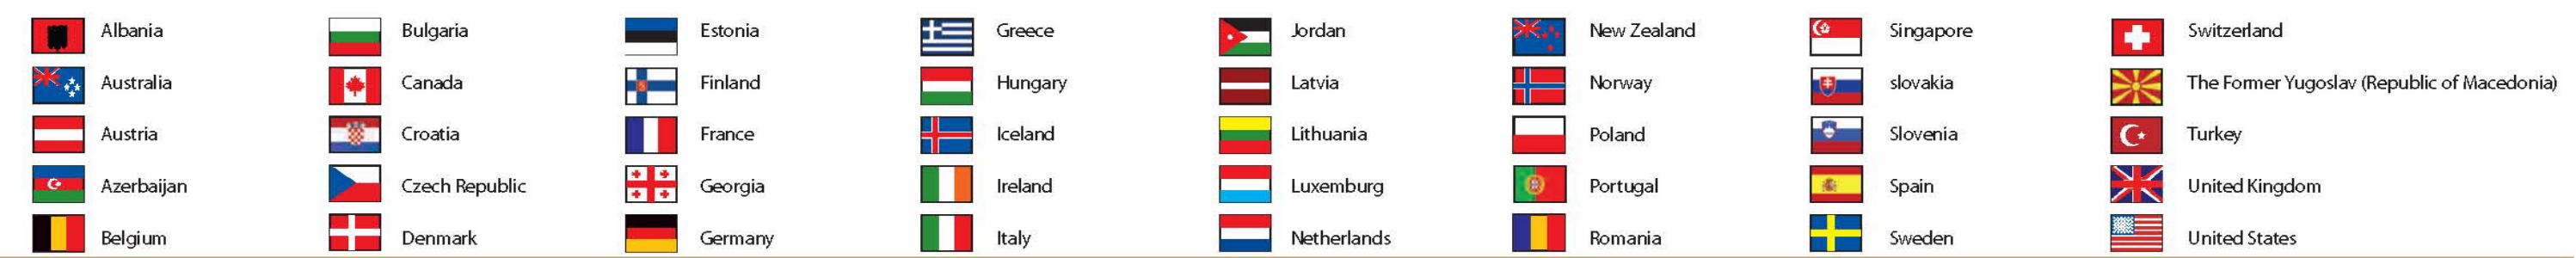 Albania
Australia
Austria
Azerbaijan
Belgium
Bulgaria
Canada
Croatia
Czech Republic
Denmark
Estonia
Finland
France
Georgia
Germany
Greece
Hungary
Iceland
Ireland
Italy
Jordan
Latvia
Lithuania
Luxemburg
Netherlands
New Zealand
Norway
Poland
Portugal
Romania
Singapore
slovakia
Slovenia
Spain
Sweden
Switzerland
The Former Yugoslav (Republic of Macedonia)
Turkey
United Kingdom
United States